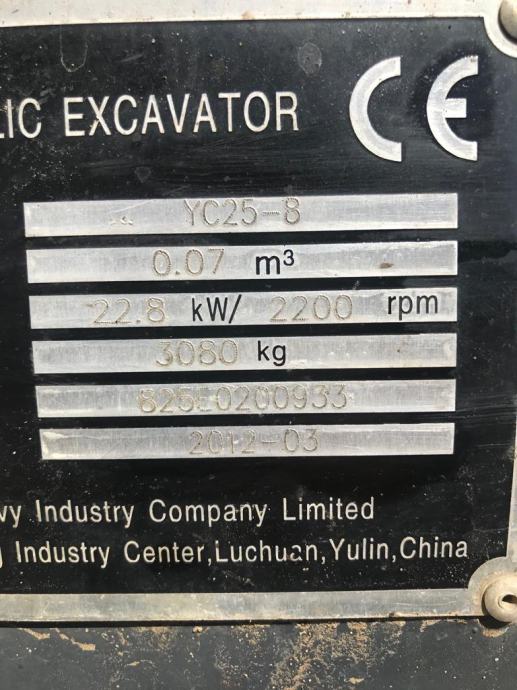 LIC EXCAVATOR CE
YC25-8
0.07 m³
22.8 kW/ 2200 rpm
3080 kg
825E0200933
2012-03
vy Industry Company Limited
g Industry Center,Luchuan,Yulin,China